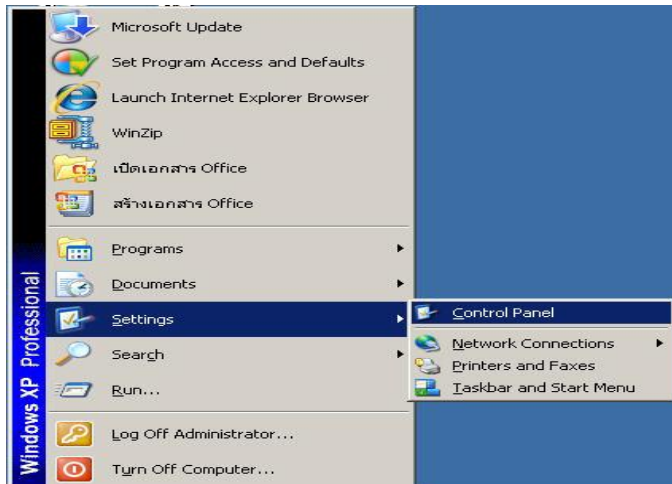 Microsoft Update
Set Program Access and Defaults
Launch Internet Explorer Browser
WinZip
เปิดเอกสาร Office
สร้างเอกสาร Office
Programs
Documents
Settings
Search
Run...
Log Off Administrator...
Turn Off Computer...
Control Panel
Network Connections
Printers and Faxes
Taskbar and Start Menu
Windows XP Professional